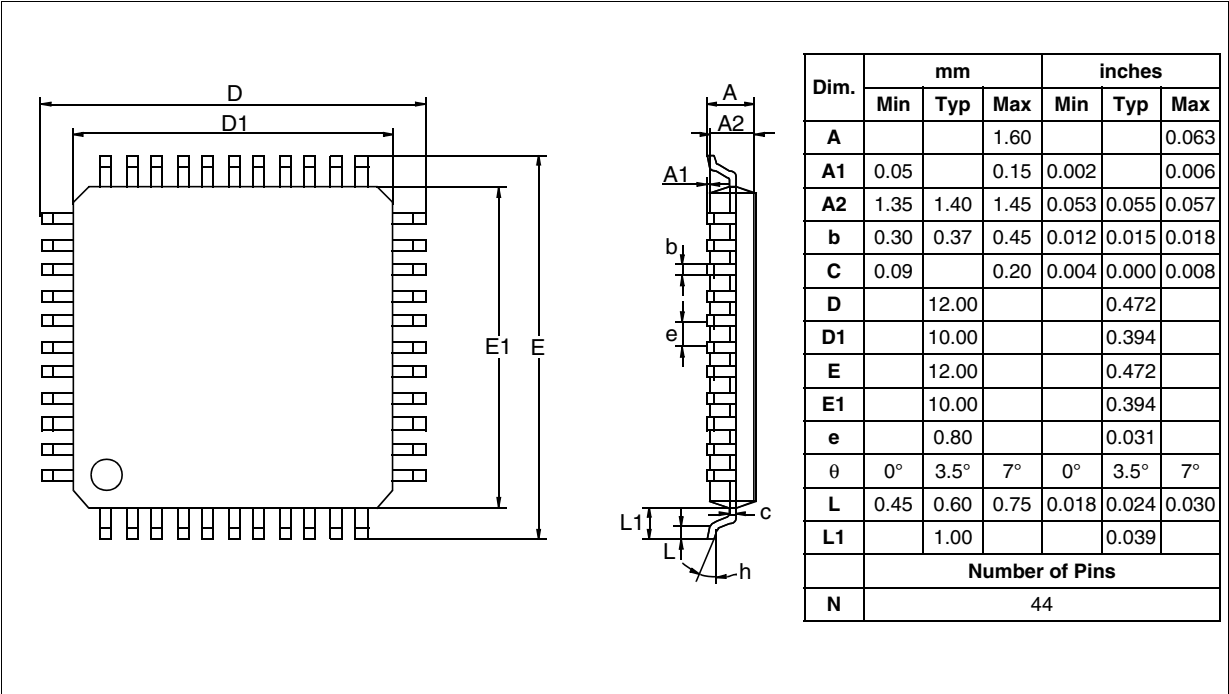 D
D1
E1 E
A
A2
A1
b
e
c
L1
L
h
Dim. mm inches
Min Typ Max Min Typ Max
A 1.60 0.063
A1 0.05 0.15 0.002 0.006
A2 1.35 1.40 1.45 0.053 0.055 0.057
b 0.30 0.37 0.45 0.012 0.015 0.018
C 0.09 0.20 0.004 0.000 0.008
D 12.00 0.472
D1 10.00 0.394
E 12.00 0.472
E1 10.00 0.394
e 0.80 0.031
θ 0° 3.5° 7° 0° 3.5° 7°
L 0.45 0.60 0.75 0.018 0.024 0.030
L1 1.00 0.039
Number of Pins
N 44